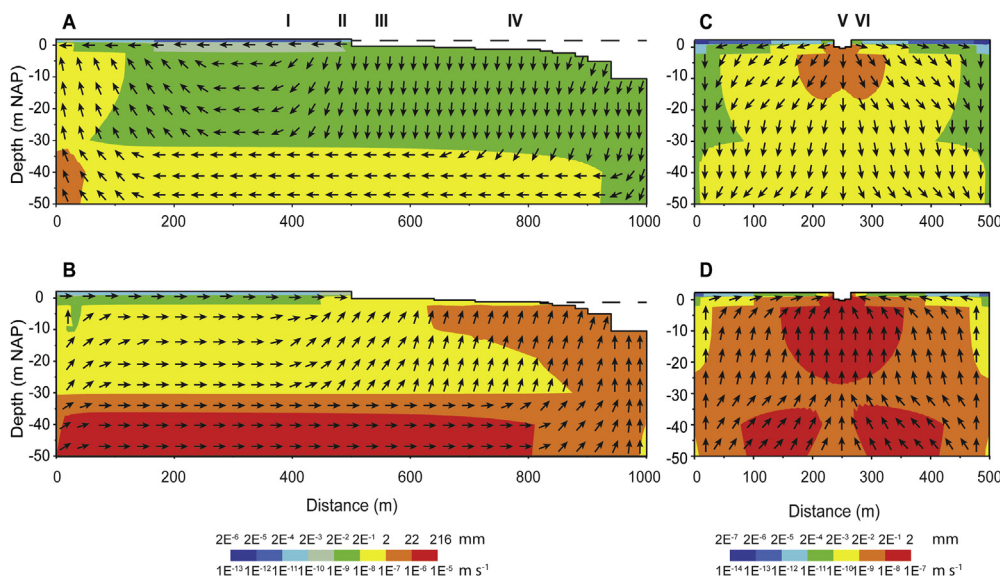 A I II III IV C V VI
0
-10
-20
-30
-40
-50
Depth (m NAP)
0 200 400 600 800 1000
0
-10
-20
-30
-40
-50
0 100 200 300 400 500
B D
0
-10
-20
-30
-40
-50
Depth (m NAP)
0 200 400 600 800 1000
0
-10
-20
-30
-40
-50
0 100 200 300 400 500
Distance (m) Distance (m)
2E-6 2E-5 2E-4 2E-3 2E-2 2E-1 2 22 216 mm
1E-13 1E-12 1E-11 1E-10 1E-9 1E-8 1E-7 1E-6 1E-5 m s-1
2E-7 2E-6 2E-5 2E-4 2E-3 2E-2 2E-1 2 mm
1E-14 1E-13 1E-12 1E-11 1E-10 1E-9 1E-8 1E-7 m s-1